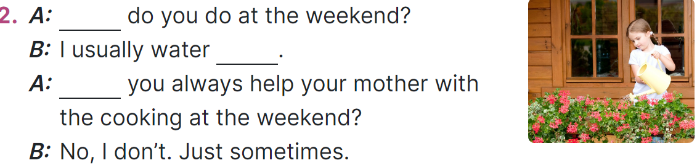 2. A: ______ do you do at the weekend?
B: I usually water ______.
A: ______ you always help your mother with
the cooking at the weekend?
B: No, I don't. Just sometimes.